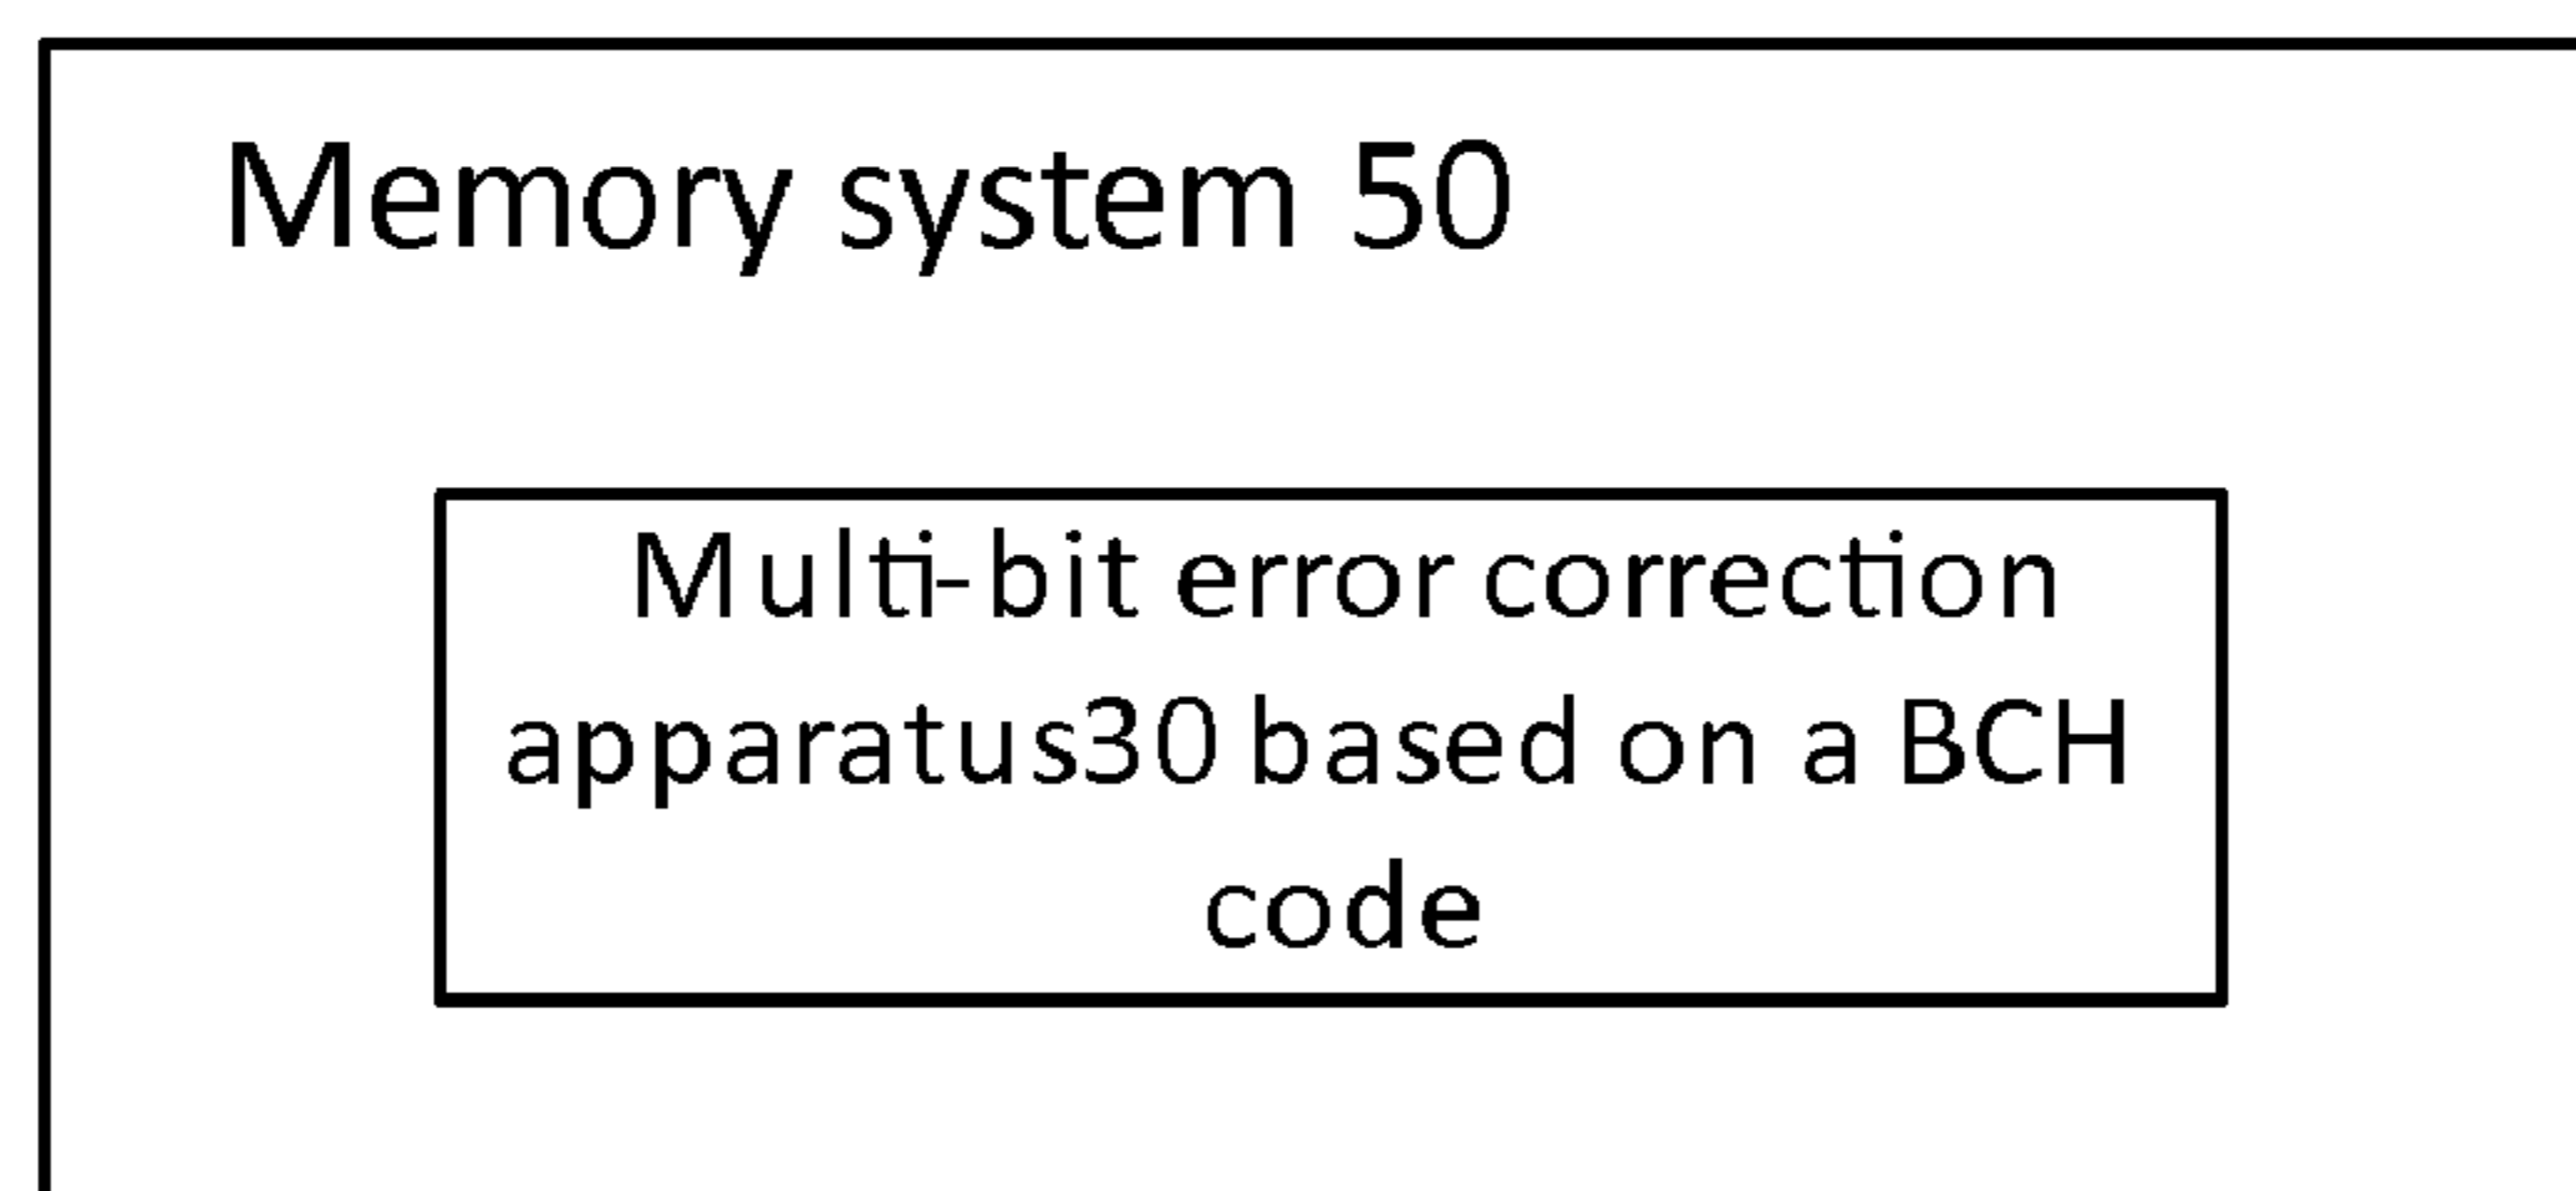 Memory system 50
Multi-bit error correction
apparatus30 based on a BCH
code